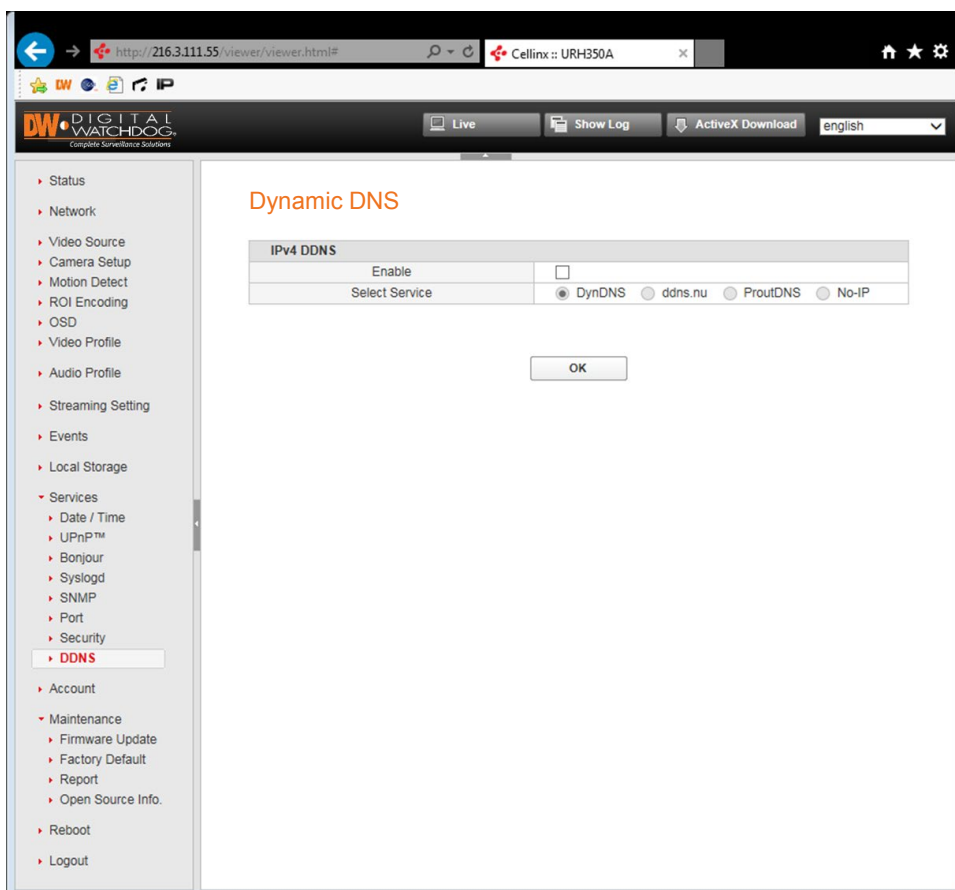 http://216.3.111.55/viewer/viewer.html#
Cellinx :: URH350A
DW
IP
DW DIGITAL
WATCHDOG®
Complete Surveillance Solutions
Live
Show Log
ActiveX Download
english
Status
Network
Video Source
Camera Setup
Motion Detect
ROI Encoding
OSD
Video Profile
Audio Profile
Streaming Setting
Events
Local Storage
Services
Date / Time
UPnP™
Bonjour
Syslogd
SNMP
Port
Security
DDNS
Account
Maintenance
Firmware Update
Factory Default
Report
Open Source Info.
Reboot
Logout
Dynamic DNS
IPv4 DDNS
Enable
Select Service DynDNS ddns.nu ProutDNS No-IP
OK